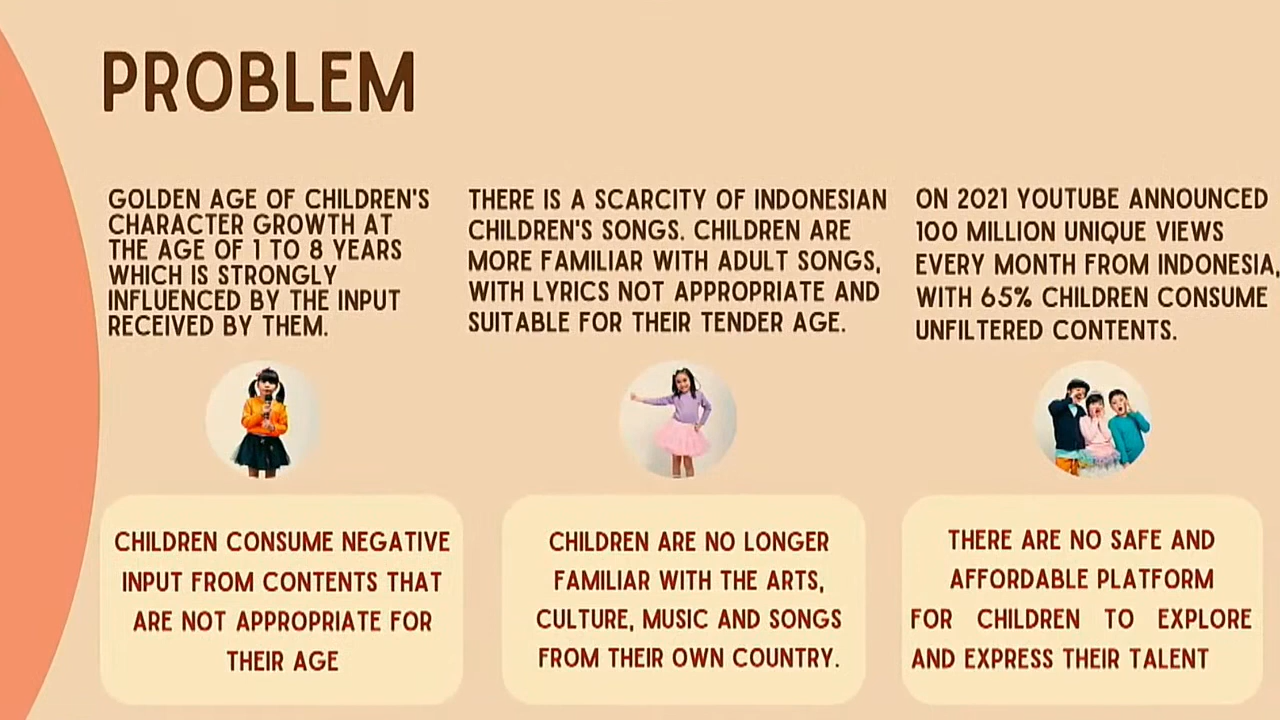 PROBLEM
GOLDEN AGE OF CHILDREN'S
CHARACTER GROWTH AT
THE AGE OF 1 TO 8 YEARS
WHICH IS STRONGLY
INFLUENCED BY THE INPUT
RECEIVED BY THEM.
THERE IS A SCARCITY OF INDONESIAN
CHILDREN'S SONGS. CHILDREN ARE
MORE FAMILIAR WITH ADULT SONGS,
WITH LYRICS NOT APPROPRIATE AND
SUITABLE FOR THEIR TENDER AGE.
ON 2021 YOUTUBE ANNOUNCED
100 MILLION UNIQUE VIEWS
EVERY MONTH FROM INDONESIA,
WITH 65% CHILDREN CONSUME
UNFILTERED CONTENTS.
CHILDREN CONSUME NEGATIVE
INPUT FROM CONTENTS THAT
ARE NOT APPROPRIATE FOR
THEIR AGE
CHILDREN ARE NO LONGER
FAMILIAR WITH THE ARTS,
CULTURE, MUSIC AND SONGS
FROM THEIR OWN COUNTRY.
THERE ARE NO SAFE AND
AFFORDABLE PLATFORM
FOR CHILDREN TO EXPLORE
AND EXPRESS THEIR TALENT